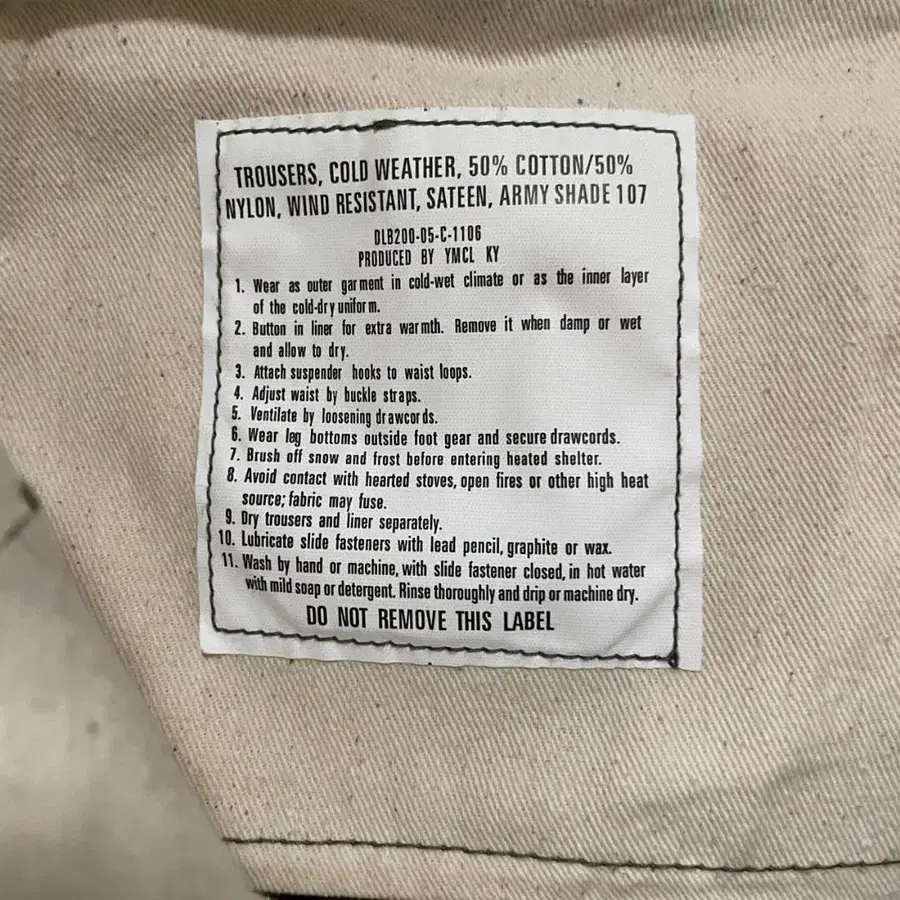 TROUSERS, COLD WEATHER, 50% COTTON/50%
NYLON, WIND RESISTANT, SATEEN, ARMY SHADE 107
DLB200-05-C-1106
PRODUCED BY YMCL KY
1. Wear as outer garment in cold-wet climate or as the inner layer
of the cold-dry uniform.
2. Button in liner for extra warmth. Remove it when damp or wet
and allow to dry.
3. Attach suspender hooks to waist loops.
4. Adjust waist by buckle straps.
5. Ventilate by loosening drawcords.
6. Wear leg bottoms outside foot gear and secure drawcords.
7. Brush off snow and frost before entering heated shelter.
8. Avoid contact with hearted stoves, open fires or other high heat
source; fabric may fuse.
9. Dry trousers and liner separately.
10. Lubricate slide fasteners with lead pencil, graphite or wax.
11. Wash by hand or machine, with slide fastener closed, in hot water
with mild soap or detergent. Rinse thoroughly and drip or machine dry.
DO NOT REMOVE THIS LABEL